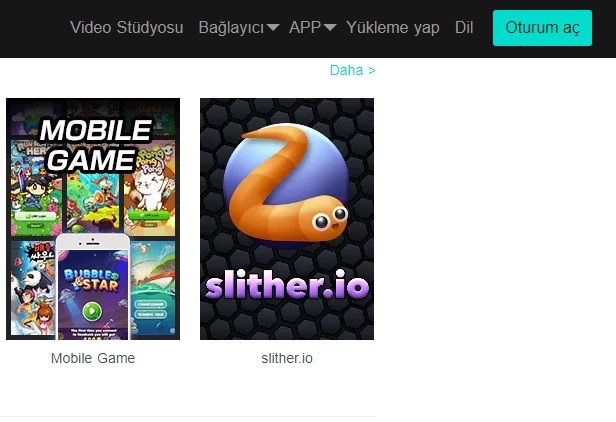 Video Stüdyosu Bağlayıcı APP Yükleme yap Dil Oturum aç
Daha >
MOBILE
GAME
BUBBLE
STAR
slither.io
Mobile Game
slither.io